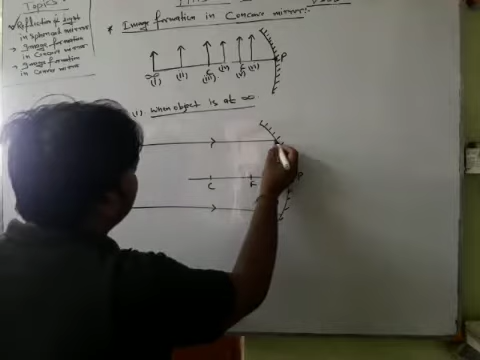 Topics:
Reflection of light
in spherical mirror
→ Image formation
in Concave mirror
→ Image formation
in Convex mirror
* Image formation in Concave mirror:-
P
(i) (ii) C (iii) (iv) F (v) (vi)
(i) When object is at ∞.
C F P